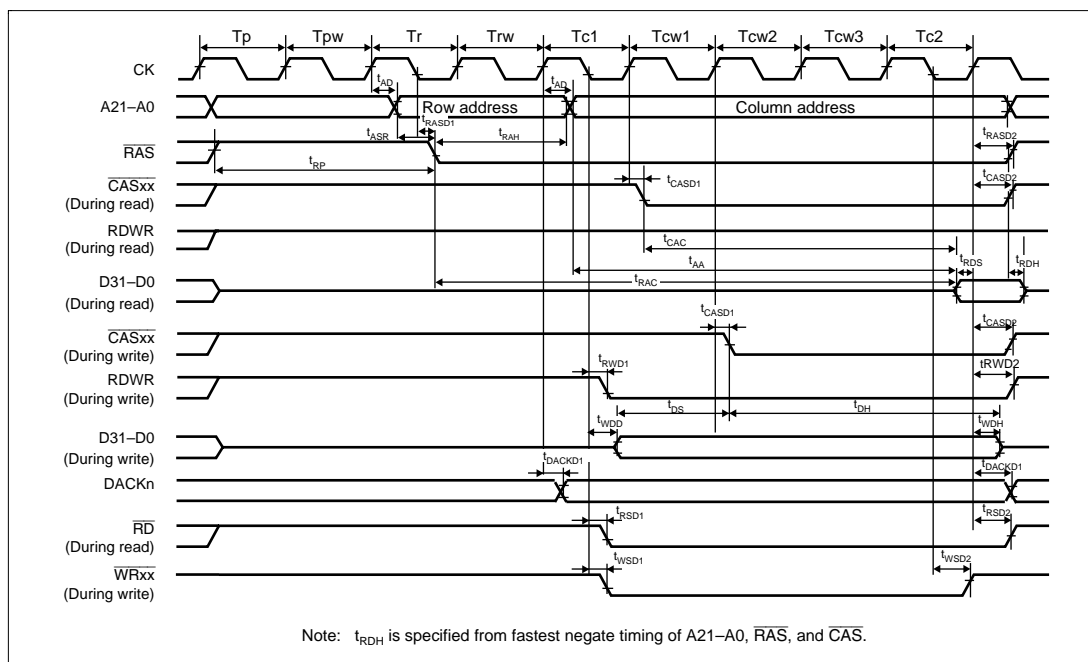 Tp Tpw Tr Trw Tc1 Tcw1 Tcw2 Tcw3 Tc2
CK
tAD tAD
A21–A0 Row address Column address
tRASD1
tASR tRAH tRASD2
RAS
tRP
CASxx tCASD1 tCASD2
(During read)
RDWR
(During read)
tCAC
tAA tRDS tRDH
D31–D0
tRAC
(During read)
tCASD1 tCASD2
CASxx
(During write)
RDWR tRWD1 tRWD2
(During write)
tDS tDH
tWDD tWDH
D31–D0
(During write)
tDACKD1 tDACKD1
DACKn
RD tRSD1 tRSD2
(During read)
WRxx tWSD1 tWSD2
(During write)
Note: tRDH is specified from fastest negate timing of A21–A0, RAS, and CAS.